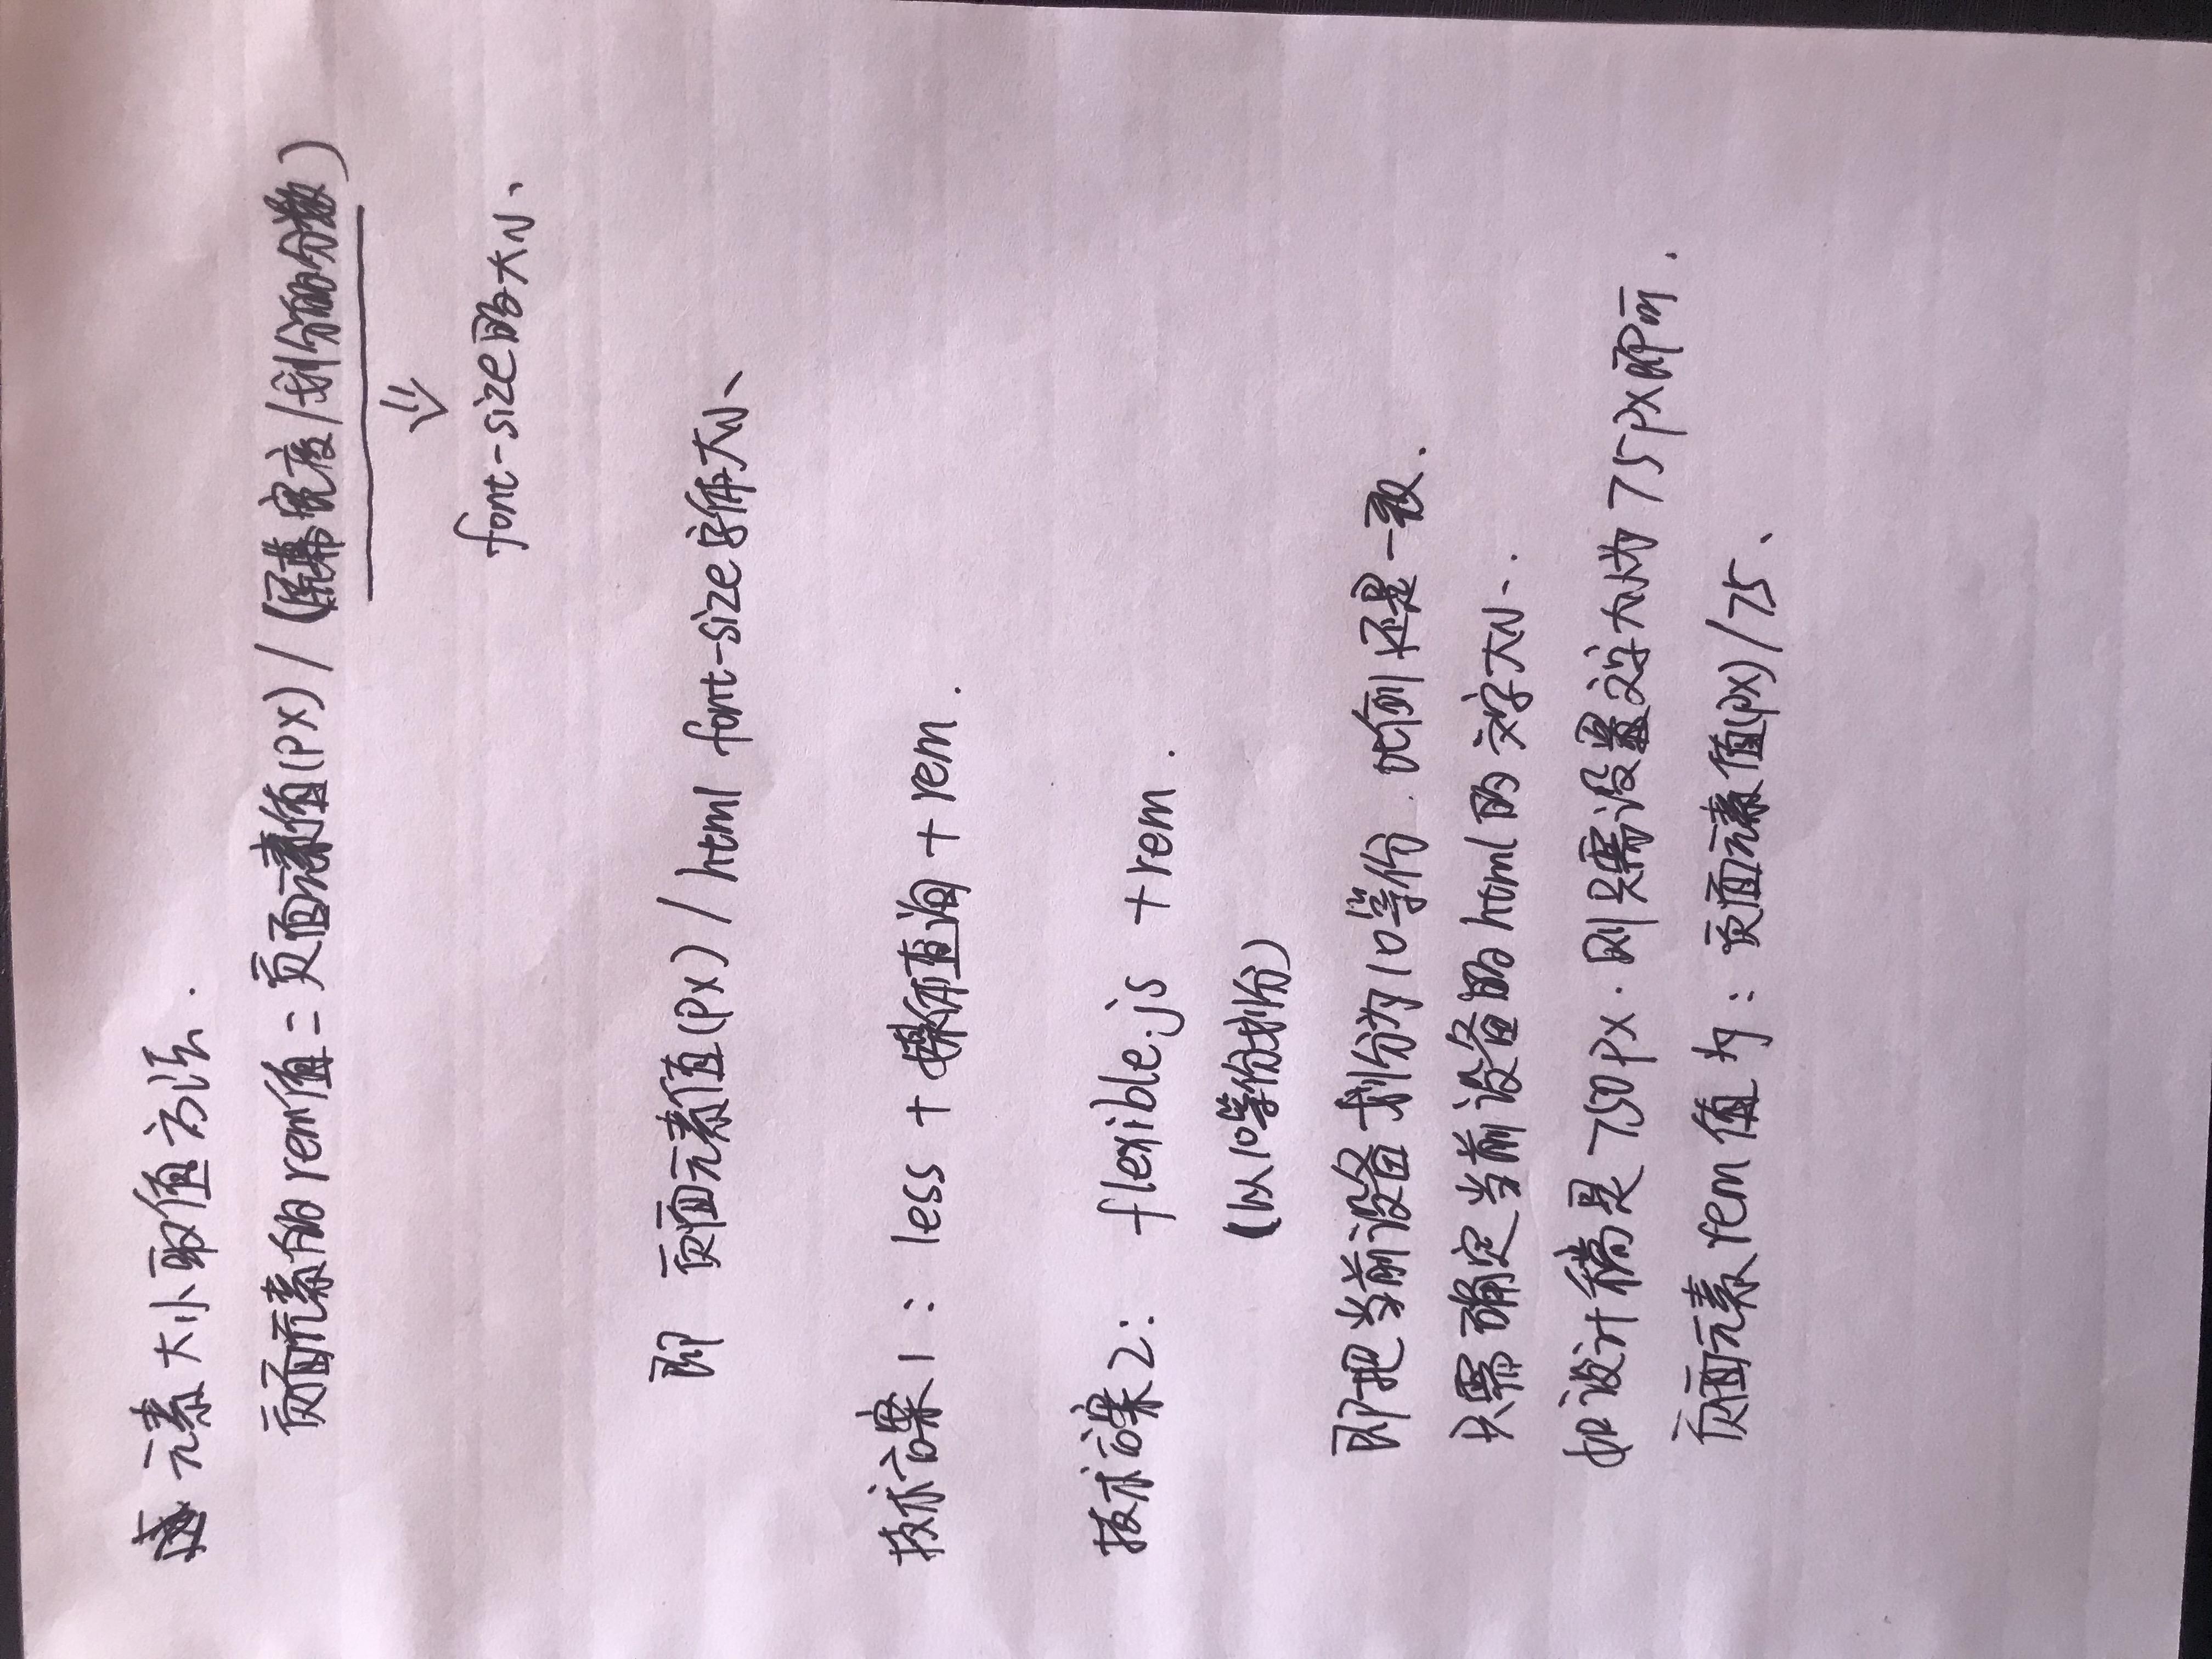 元素大小取值方法.
页面元素的rem值 = 页面元素值(px) / (屏幕宽度/划分的分数)
⇓
font-size的大小、
即 页面元素值(px) / html font-size字体大小、
技术方案1: less + 媒体查询 + rem.
技术方案2: flexible.js +rem.
(以10等份划分)
即把当前设备划分为10等份.比例还是一致.
只需确定当前设备的html的文字大小.
如设计稿是750px.则只需设置文字大小为75px即可.
页面元素rem值为: 页面元素值(px)/75、